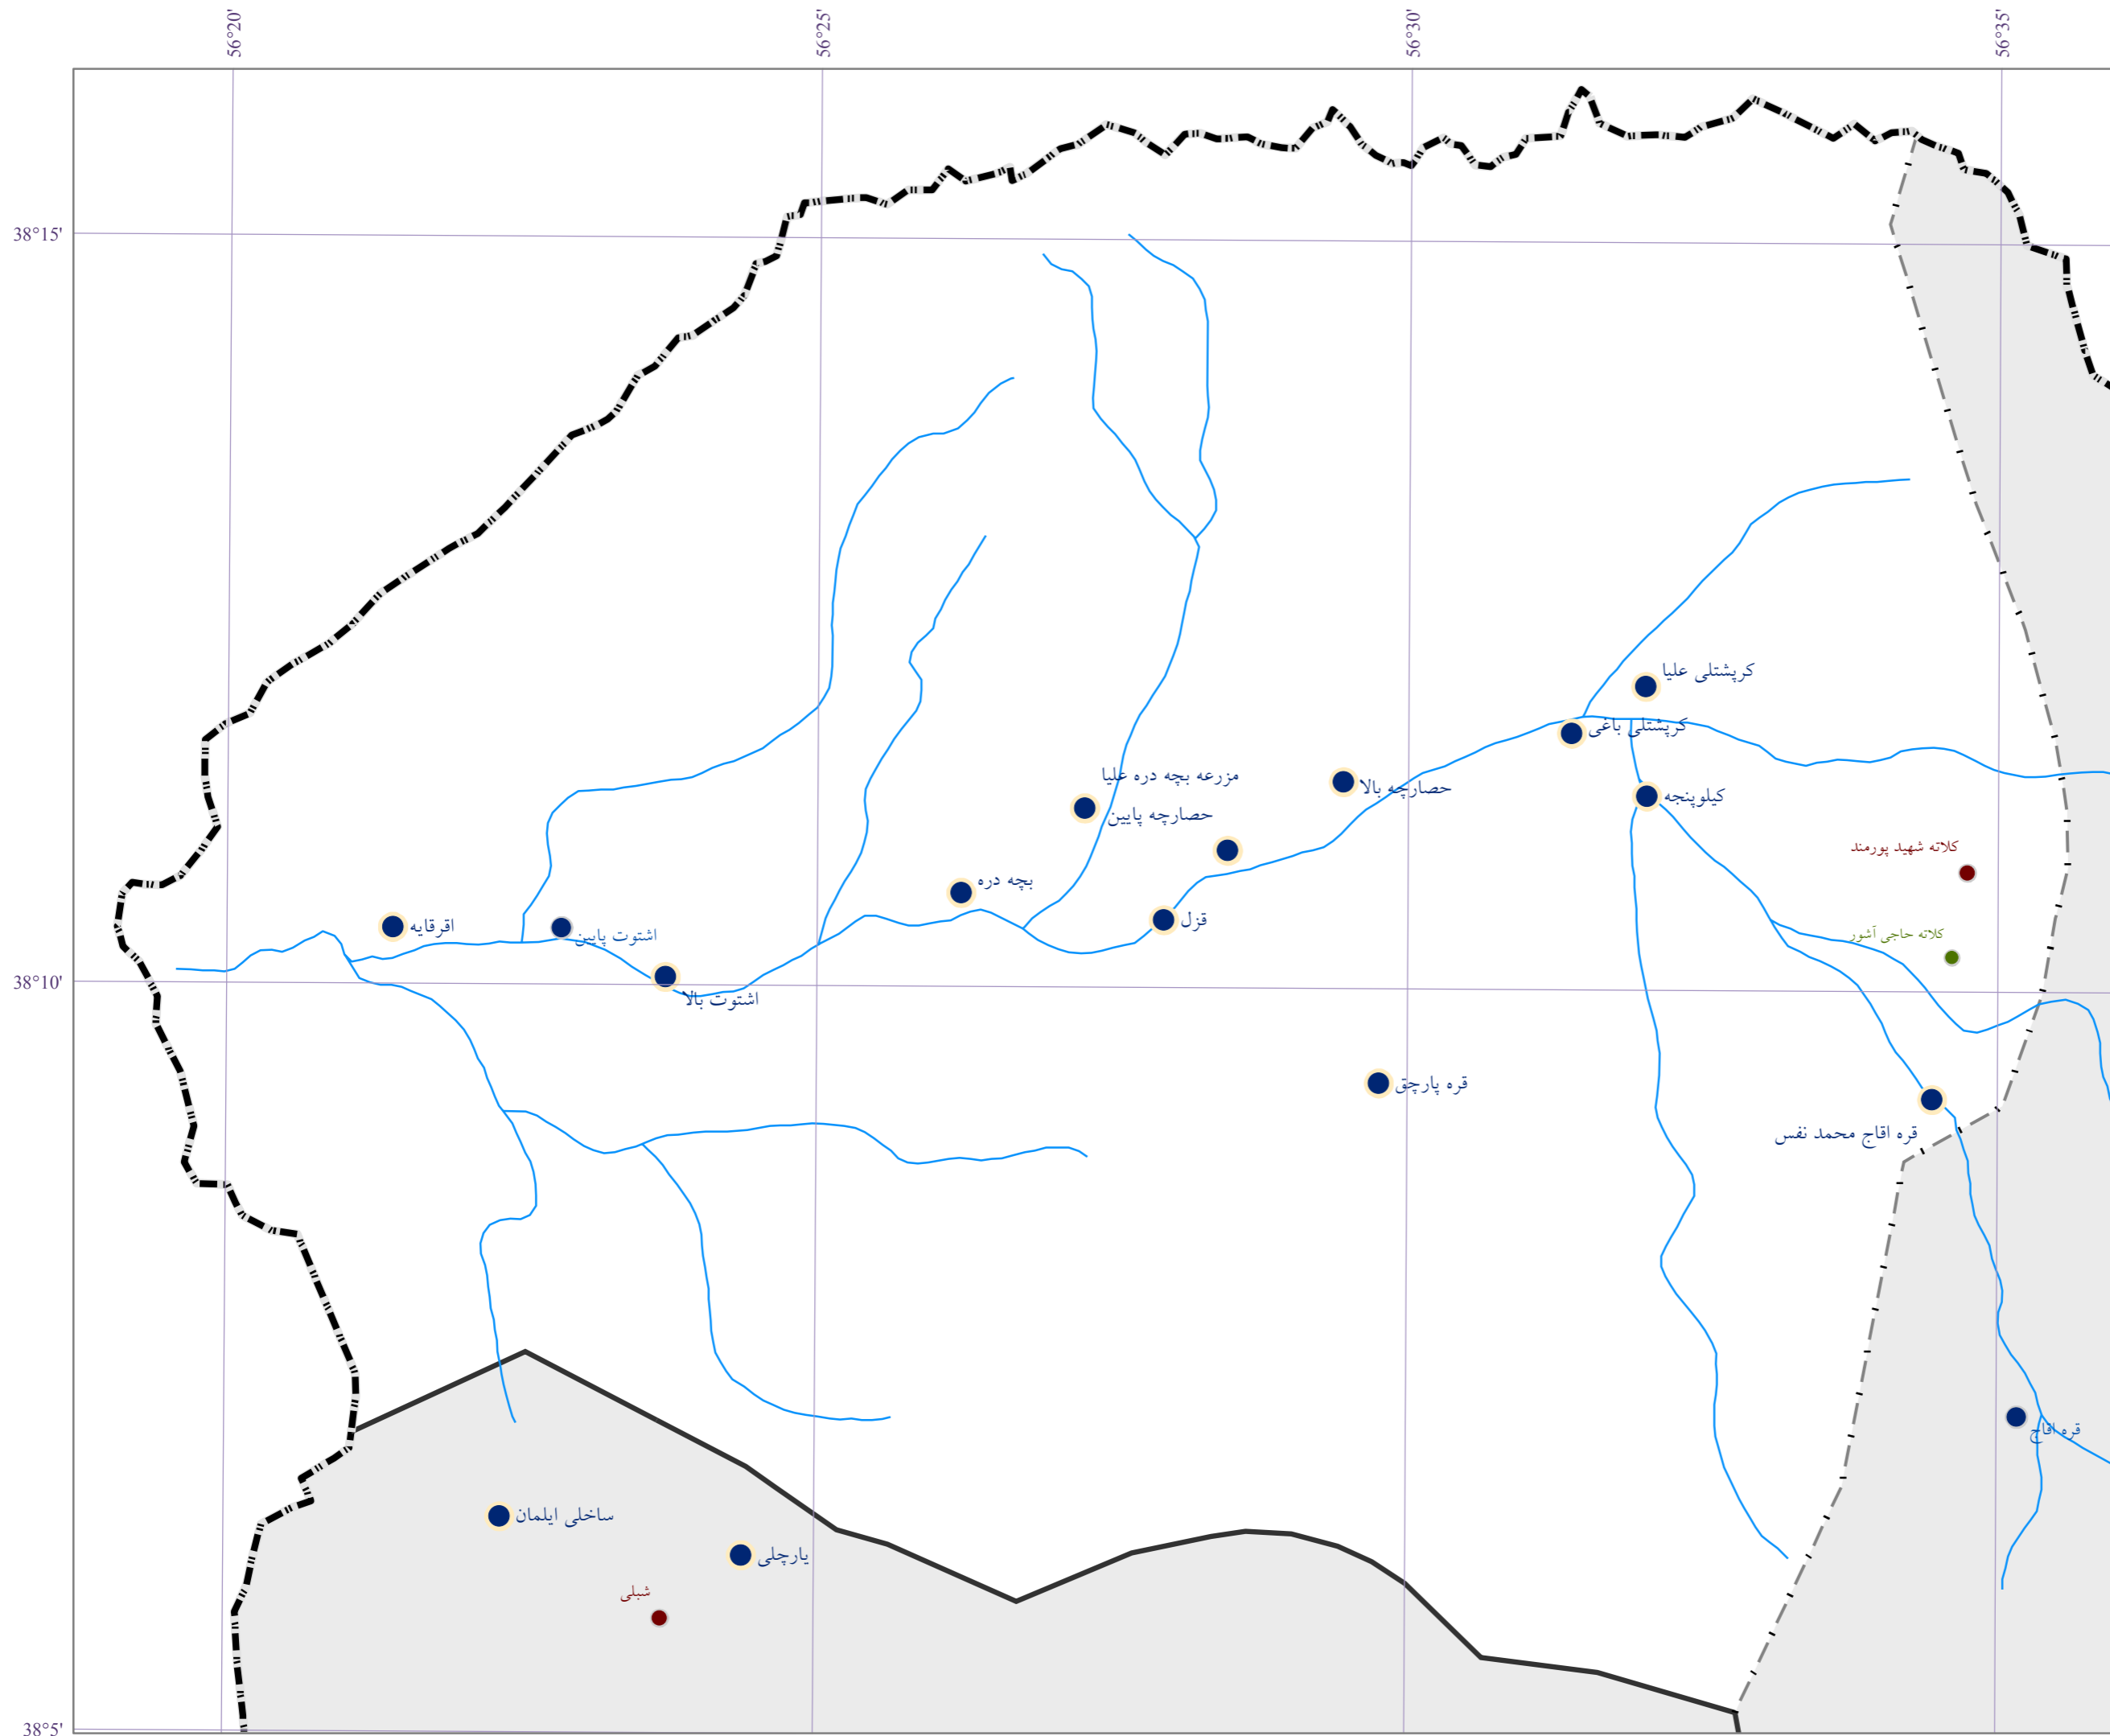 56°20'
56°25'
56°30'
56°35'
38°15'
کرپشتلی علیا
کرپشتلی باغی
مزرعه بچه دره علیا
حصارچه بالا
کیلوپنجه
حصارچه پایین
کلاته شهید پورمند
بچه دره
قزل
اقرقایه
اشتوت پایین
کلاته حاجی آشور
38°10'
اشتوت بالا
قره پارچق
قره اقاج محمد نفس
قره اقاج
ساخلی ایلمان
یارچلی
شبلی
38°5'